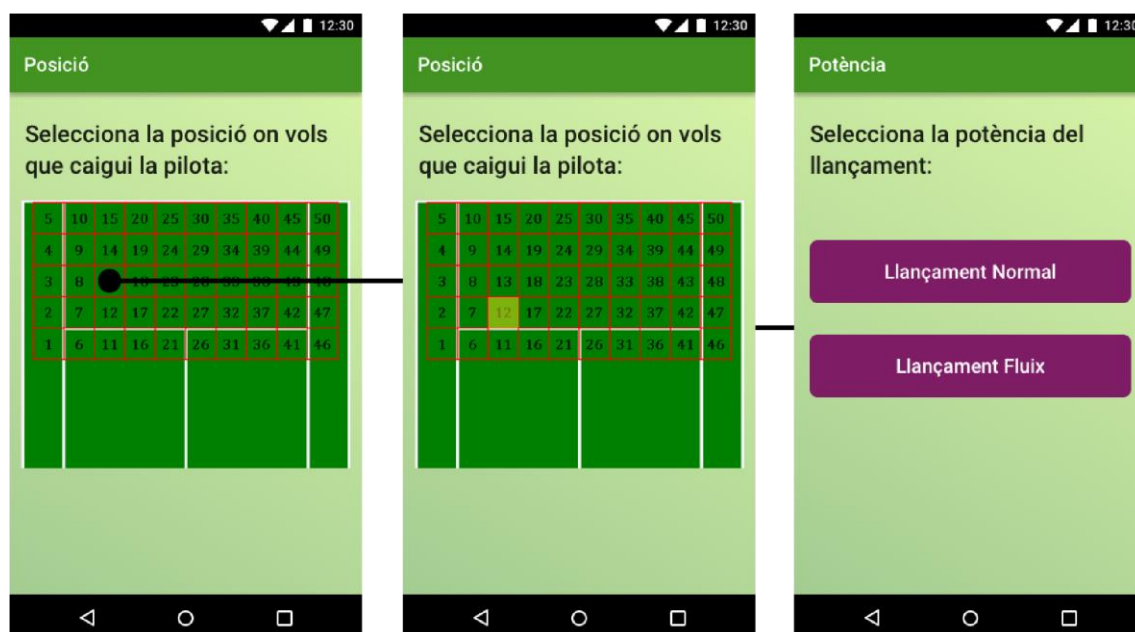 12:30
Posició
Selecciona la posició on vols
que caigui la pilota:
5 10 15 20 25 30 35 40 45 50
4 9 14 19 24 29 34 39 44 49
3 8
2 7 12 17 22 27 32 37 42 47
1 6 11 16 21 26 31 36 41 46
12:30
Posició
Selecciona la posició on vols
que caigui la pilota:
5 10 15 20 25 30 35 40 45 50
4 9 14 19 24 29 34 39 44 49
3 8 13 18 23 28 33 38 43 48
2 7 12 17 22 27 32 37 42 47
1 6 11 16 21 26 31 36 41 46
12:30
Potència
Selecciona la potència del
llançament:
Llançament Normal
Llançament Fluix